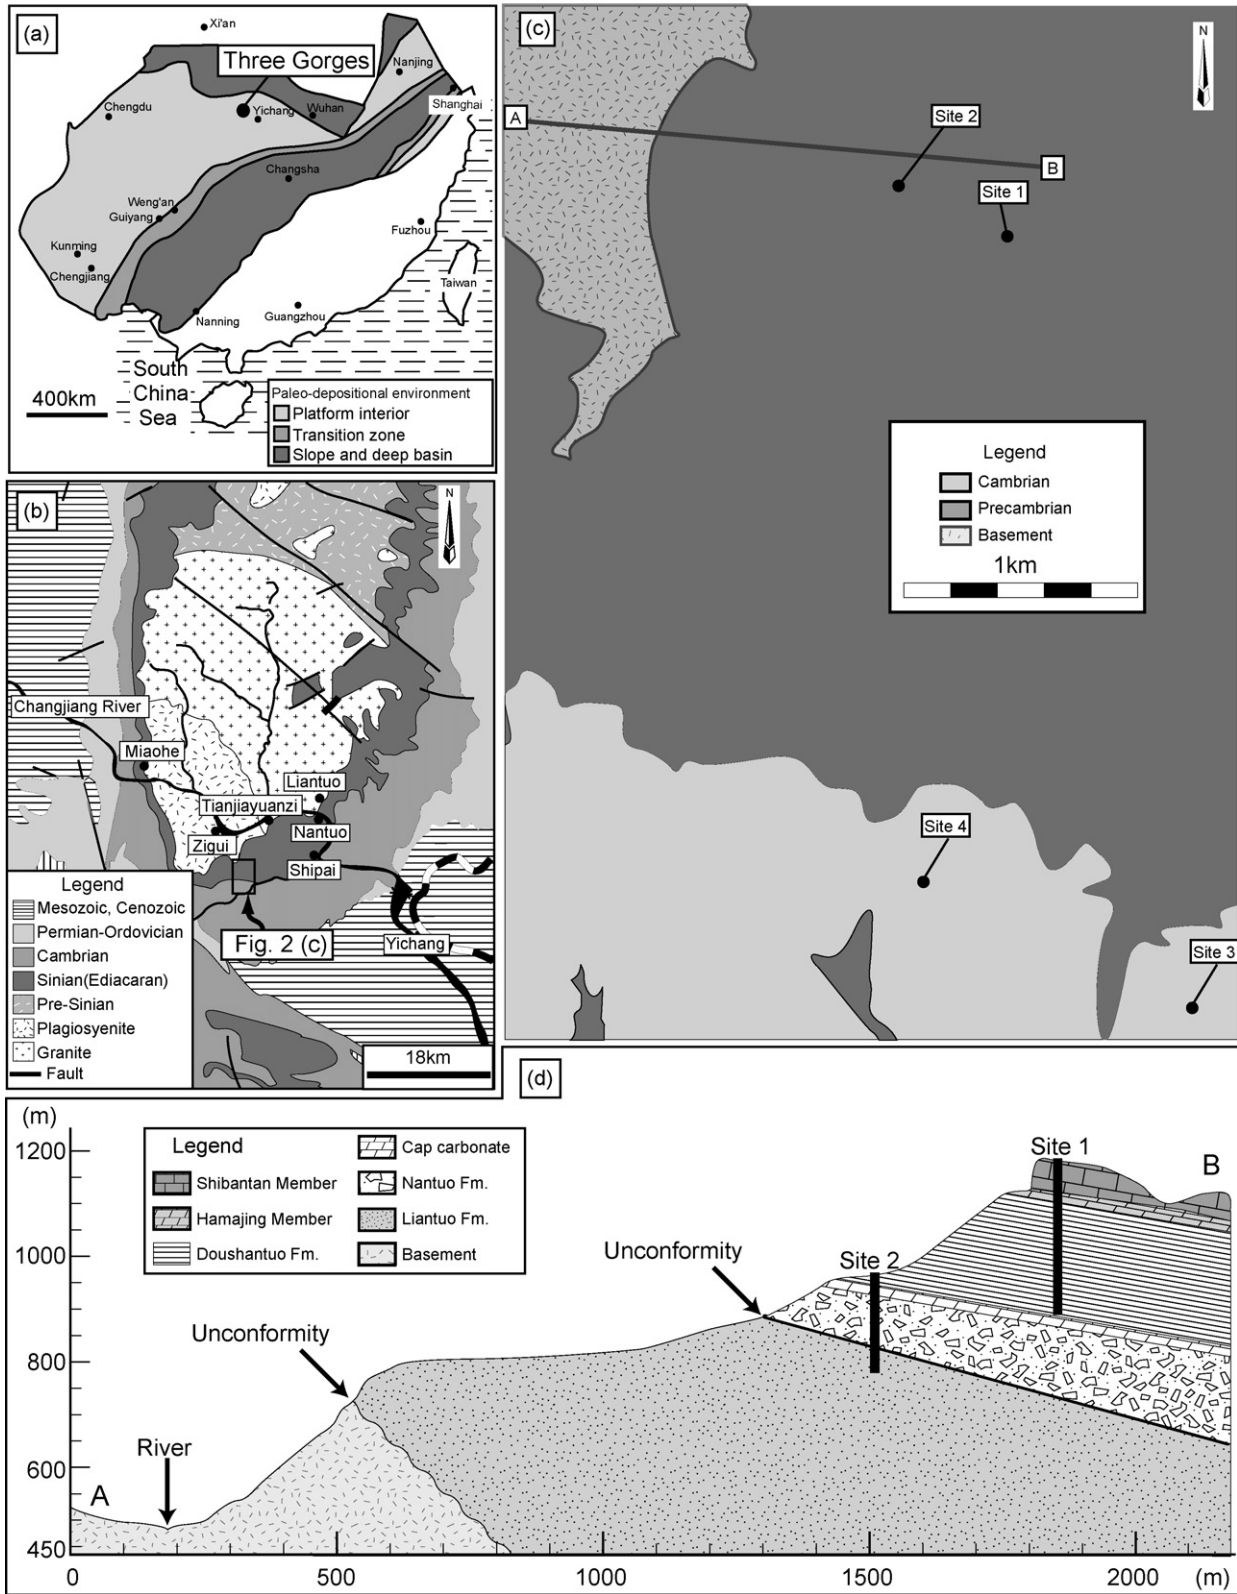 (a)
Xi'an
Three Gorges
Nanjing
Chengdu
Yichang
Wuhan
Shanghai
Changsha
Weng'an
Guiyang
Fuzhou
Kunming
Chengjiang
Taiwan
Nanning
Guangzhou
South
China
Sea
400km
Paleo-depositional environment
Platform interior
Transition zone
Slope and deep basin
(b)
N
Changjiang River
Miaohe
Liantuo
Tianjiayuanzi
Nantuo
Zigui
Shipai
Fig. 2 (c)
Yichang
Legend
Mesozoic, Cenozoic
Permian-Ordovician
Cambrian
Sinian(Ediacaran)
Pre-Sinian
Plagiosyenite
Granite
Fault
18km
(c)
N
A
Site 2
B
Site 1
Legend
Cambrian
Precambrian
Basement
1km
Site 4
Site 3
(d)
(m)
1200
1000
800
600
450
Legend
Shibantan Member
Hamajing Member
Doushantuo Fm.
Cap carbonate
Nantuo Fm.
Liantuo Fm.
Basement
Site 1
B
Unconformity
Site 2
Unconformity
River
A
0
500
1000
1500
2000
(m)